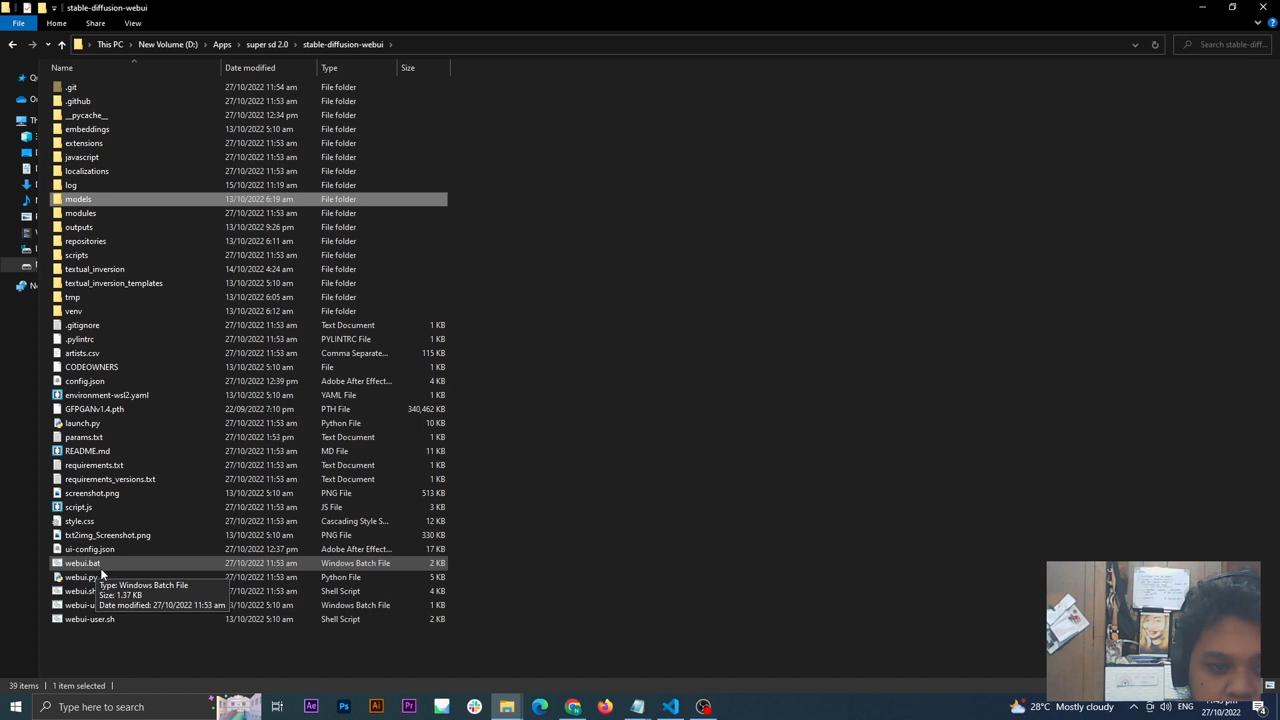 stable-diffusion-webui
File Home Share View
This PC New Volume (D:) Apps super sd 2.0 stable-diffusion-webui Search stable-diff...
Name Date modified Type Size
.git 27/10/2022 11:54 am File folder
.github 27/10/2022 11:53 am File folder
__pycache__ 27/10/2022 12:34 pm File folder
embeddings 13/10/2022 5:10 am File folder
extensions 27/10/2022 11:53 am File folder
javascript 27/10/2022 11:53 am File folder
localizations 27/10/2022 11:53 am File folder
log 15/10/2022 11:19 am File folder
models 13/10/2022 6:19 am File folder
modules 27/10/2022 11:53 am File folder
outputs 13/10/2022 9:26 pm File folder
repositories 13/10/2022 6:11 am File folder
scripts 27/10/2022 11:53 am File folder
textual_inversion 14/10/2022 4:24 am File folder
textual_inversion_templates 13/10/2022 5:10 am File folder
tmp 13/10/2022 6:05 am File folder
venv 13/10/2022 6:12 am File folder
.gitignore 27/10/2022 11:53 am Text Document 1 KB
.pylintrc 27/10/2022 11:53 am PYLINTRC File 1 KB
artists.csv 27/10/2022 11:53 am Comma Separate... 115 KB
CODEOWNERS 13/10/2022 5:10 am File 1 KB
config.json 27/10/2022 12:39 pm Adobe After Effect... 4 KB
environment-wsl2.yaml 27/10/2022 11:53 am YAML File 1 KB
GFPGANv1.4.pth 22/09/2022 7:10 pm PTH File 340,462 KB
launch.py 27/10/2022 11:53 am Python File 10 KB
params.txt 27/10/2022 1:53 pm Text Document 1 KB
README.md 27/10/2022 11:53 am MD File 11 KB
requirements.txt 27/10/2022 11:53 am Text Document 1 KB
requirements_versions.txt 27/10/2022 11:53 am Text Document 1 KB
screenshot.png 13/10/2022 5:10 am PNG File 513 KB
script.js 27/10/2022 11:53 am JS File 3 KB
style.css 27/10/2022 11:53 am Cascading Style S... 12 KB
txt2img_Screenshot.png 13/10/2022 5:10 am PNG File 330 KB
ui-config.json 27/10/2022 12:37 pm Adobe After Effect... 17 KB
webui.bat 27/10/2022 11:53 am Windows Batch File 2 KB
webui.py 27/10/2022 11:53 am Python File 5 KB
Type: Windows Batch File
webui.sh 27/10/2022 11:53 am Shell Script 4 KB
Size: 1.37 KB
webui-u 27/10/2022 11:53 am Windows Batch File 1 KB
Date modified: 27/10/2022 11:53 am
webui-user.sh 13/10/2022 5:10 am Shell Script 2 KB
39 items 1 item selected
Type here to search Ae Ps Ai Pr 28°C Mostly cloudy ENG 27/10/2022